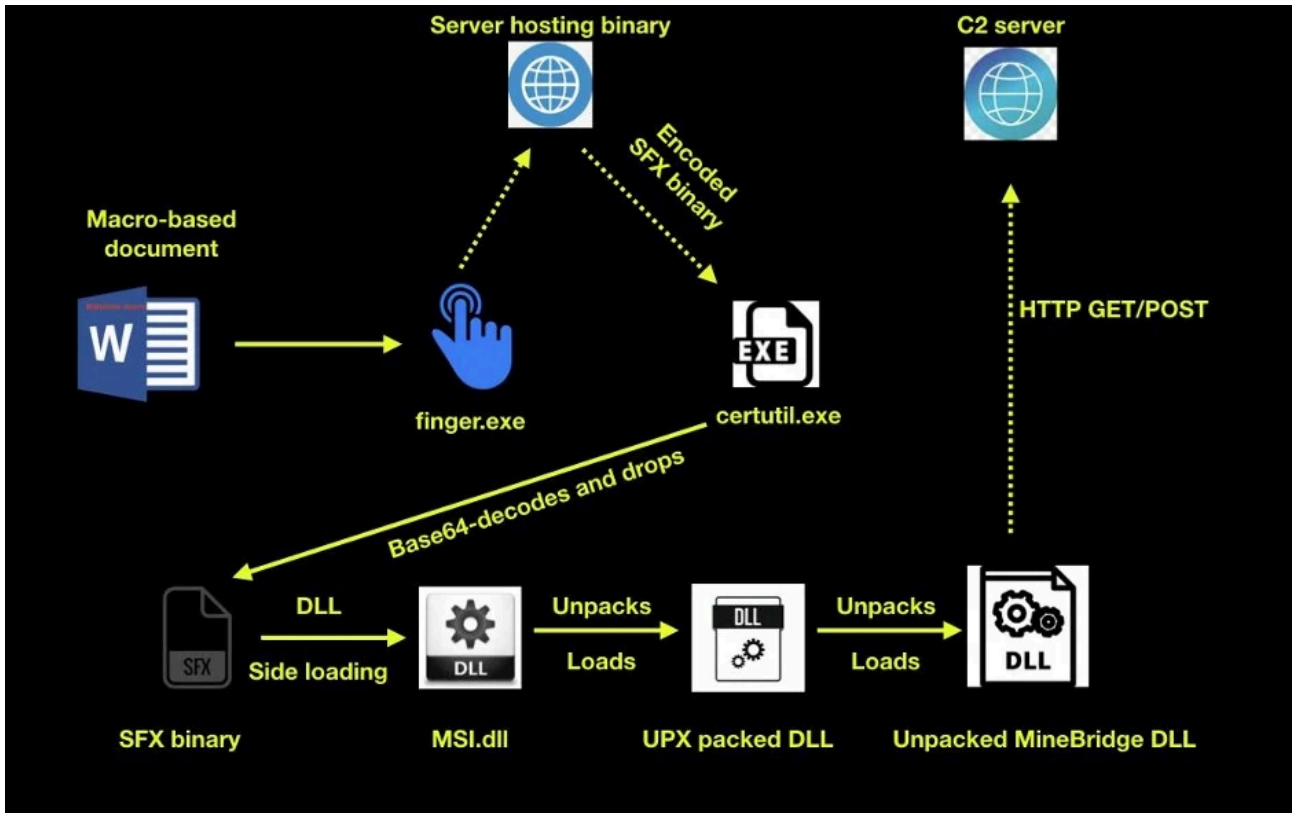 Server hosting binary
C2 server
Encoded
SFX binary
Macro-based
document
W
EXE
HTTP GET/POST
finger.exe
certutil.exe
Base64-decodes and drops
SFX
DLL
Side loading
DLL
Unpacks
Loads
DLL
Unpacks
Loads
DLL
SFX binary
MSI.dll
UPX packed DLL
Unpacked MineBridge DLL